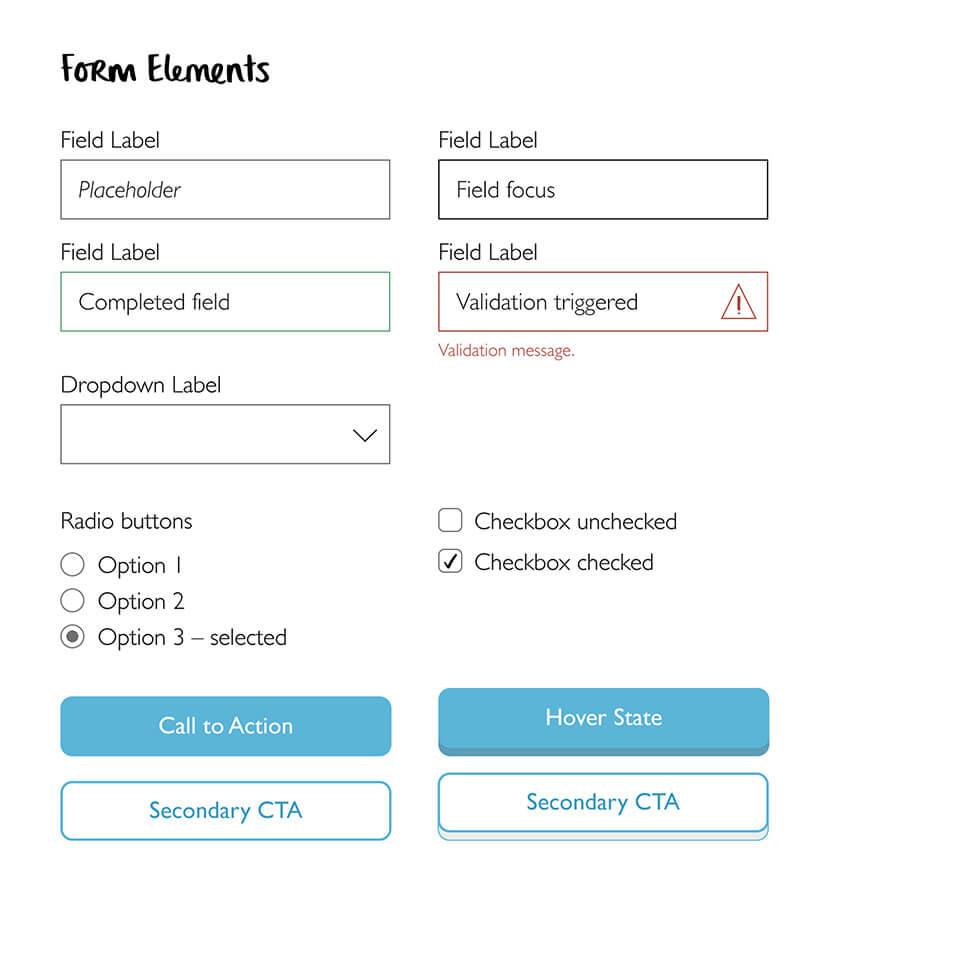 Form Elements
Field Label
Placeholder
Field Label
Field focus
Field Label
Completed field
Field Label
Validation triggered
!
Validation message.
Dropdown Label
Radio buttons
Option 1
Option 2
Option 3 – selected
Checkbox unchecked
Checkbox checked
Call to Action
Hover State
Secondary CTA
Secondary CTA